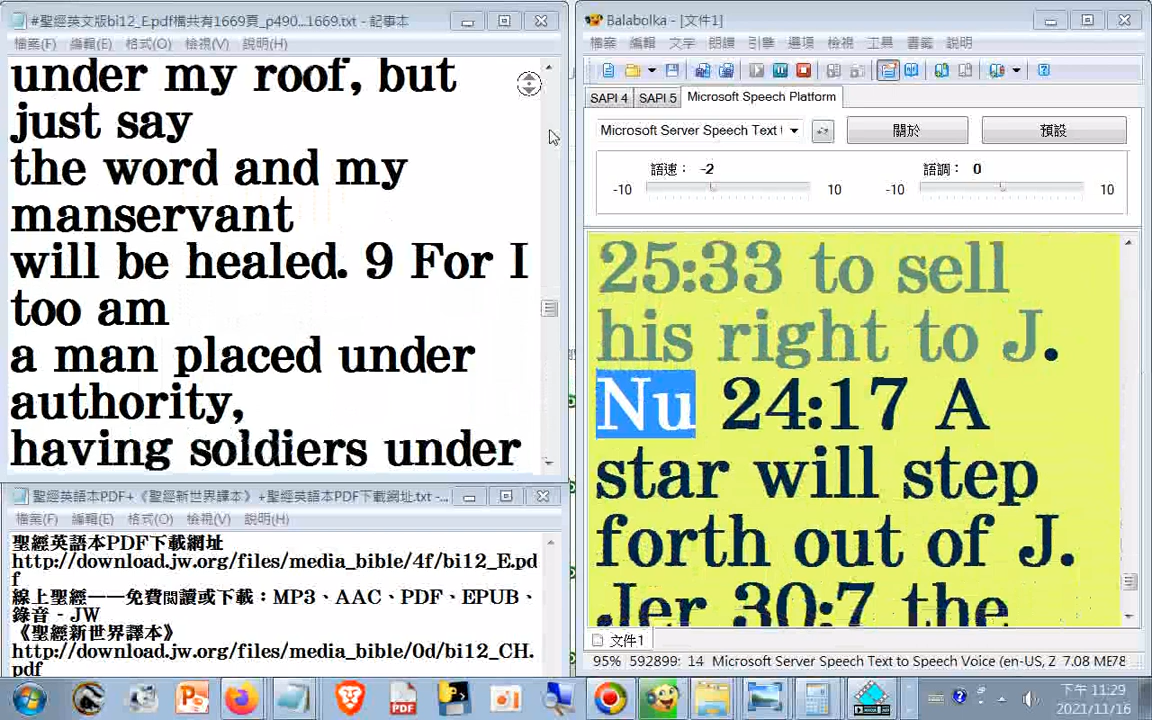 #聖經英文版bi12_E.pdf檔共有1669頁_p490...1669.txt - 記事本
檔案(F) 編輯(E) 格式(O) 檢視(V) 說明(H)
under my roof, but
just say
the word and my
manservant
will be healed. 9 For I
too am
a man placed under
authority,
having soldiers under
聖經英語本PDF+《聖經新世界譯本》+聖經英語本PDF下載網址.txt -...
檔案(F) 編輯(E) 格式(O) 檢視(V) 說明(H)
聖經英語本PDF下載網址
http://download.jw.org/files/media_bible/4f/bi12_E.pd
f
線上聖經——免費閱讀或下載：MP3、AAC、PDF、EPUB、
錄音 - JW
《聖經新世界譯本》
http://download.jw.org/files/media_bible/0d/bi12_CH.
pdf
Balabolka - [文件1]
檔案 編輯 文字 朗讀 引擎 選項 檢視 工具 書籤 說明
SAPI 4 SAPI 5 Microsoft Speech Platform
Microsoft Server Speech Text 關於 預設
語速： -2 語調： 0
-10 10 -10 10
25:33 to sell
his right to J.
Nu 24:17 A
star will step
forth out of J.
Jer 30:7 the
文件1
95% 592899: 14 Microsoft Server Speech Text to Speech Voice (en-US, Z 7.08 ME78
PDF
下午 11:29
2021/11/16